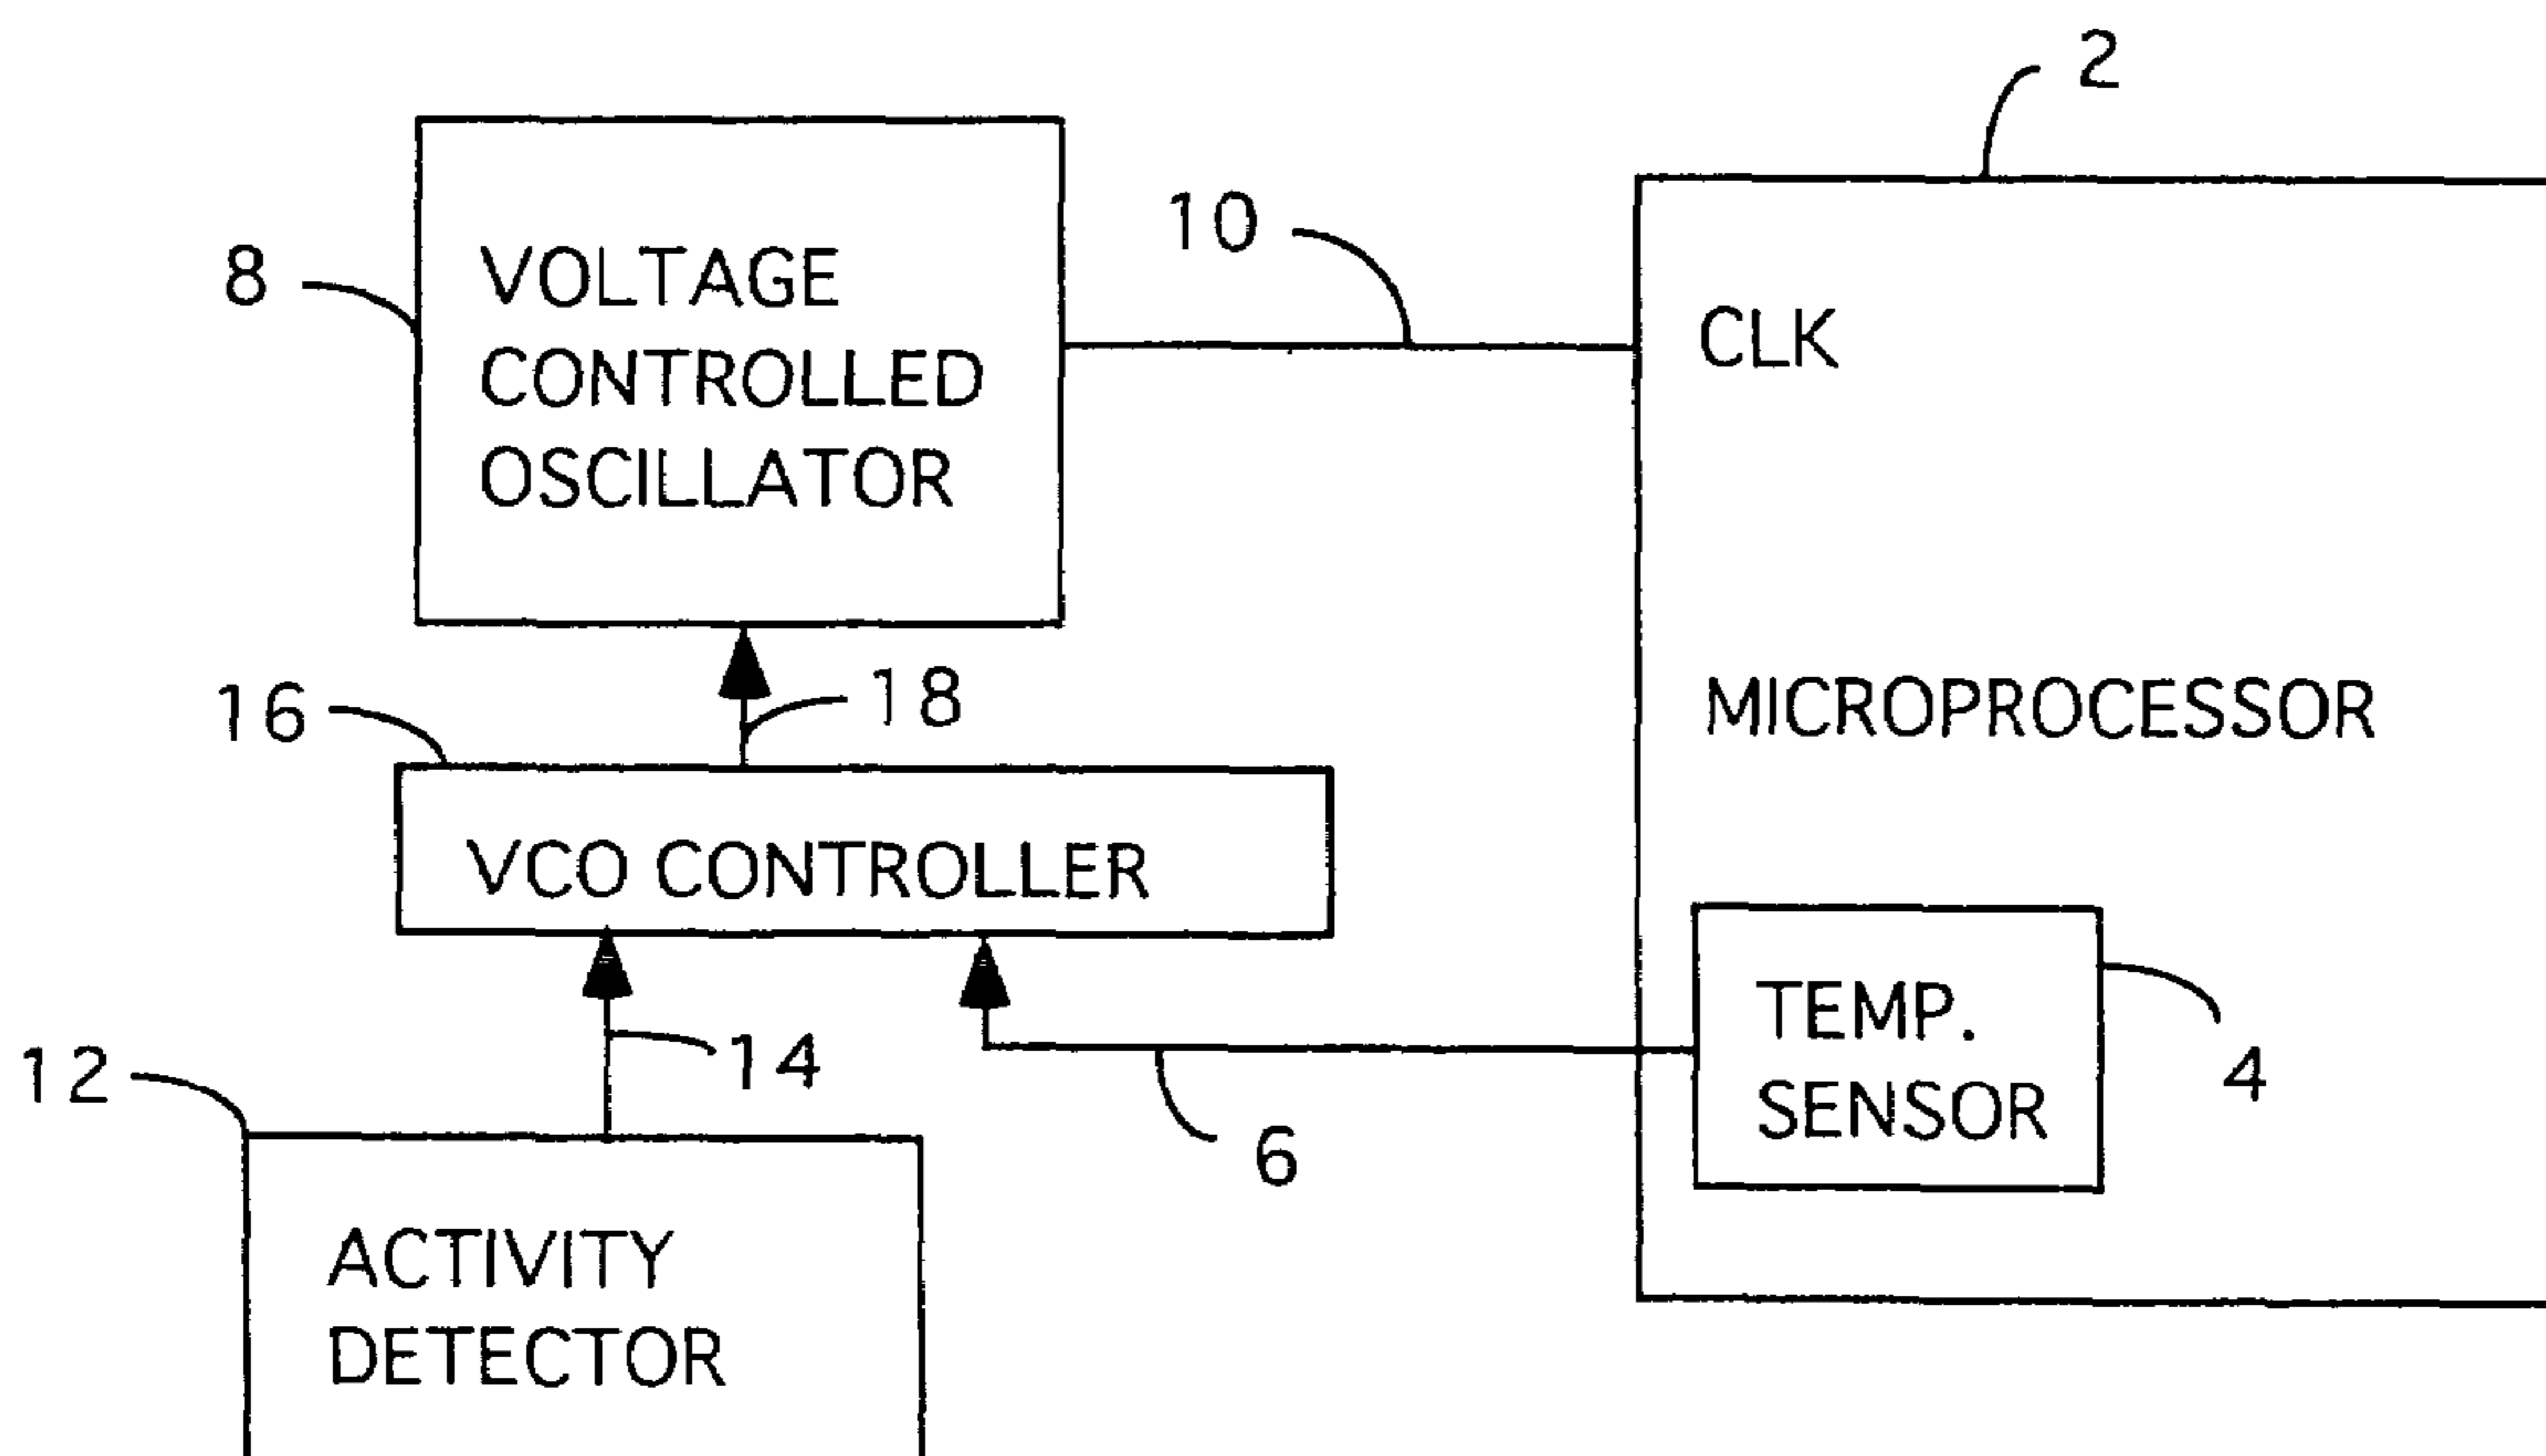 2
8
VOLTAGE
CONTROLLED
OSCILLATOR
10
CLK
16
18
MICROPROCESSOR
VCO CONTROLLER
12
14
TEMP.
SENSOR
4
6
ACTIVITY
DETECTOR